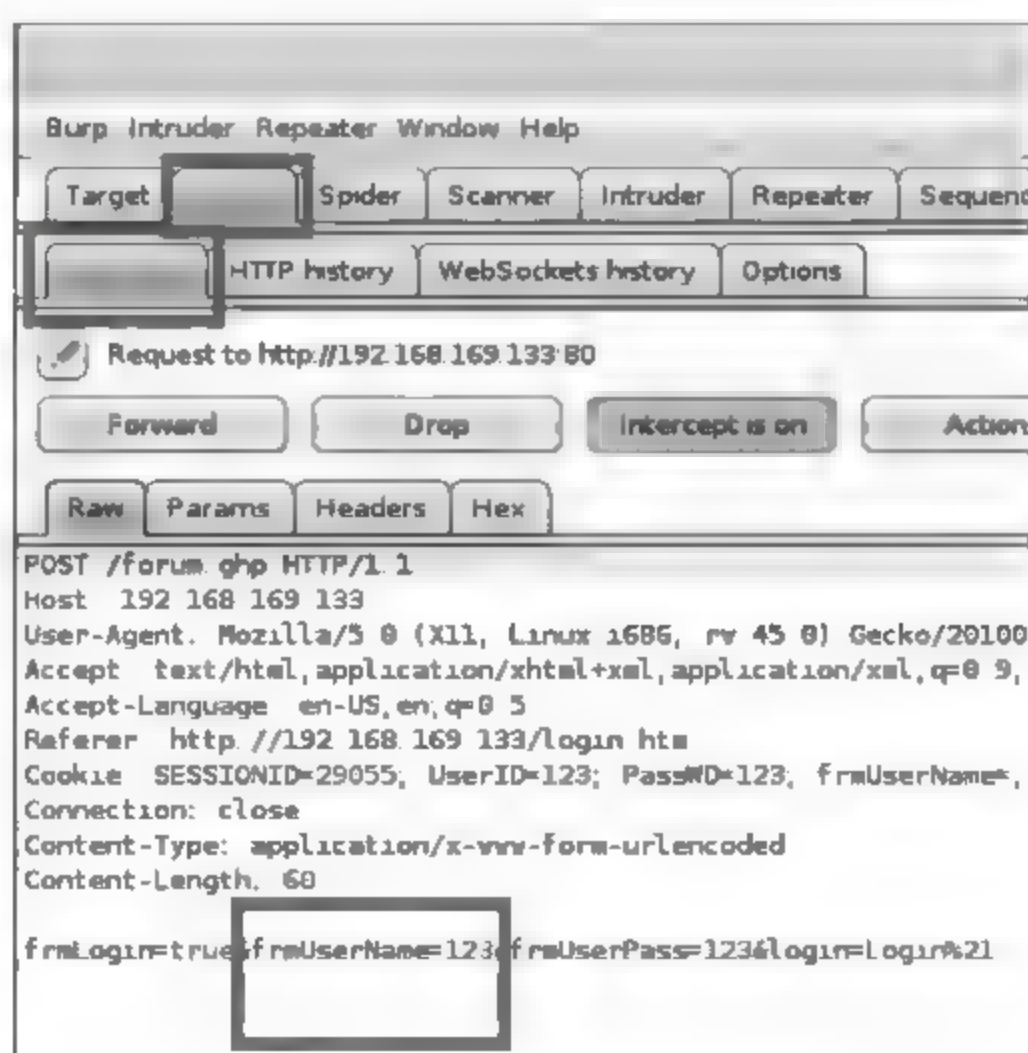 Burp Intruder Repeater Window Help
Target Spider Scanner Intruder Repeater Sequenc
HTTP history WebSockets history Options
Request to http://192 168 169 133:80
Forward Drop Intercept is on Action
Raw Params Headers Hex
POST /forum.ghp HTTP/1 1
Host 192 168 169 133
User-Agent. Mozilla/5 0 (X11, Linux i686, rv 45 0) Gecko/20100
Accept text/html,application/xhtml+xml,application/xml,q=0 9,
Accept-Language en-US,en,q=0 5
Referer http //192 168 169 133/login htm
Cookie SESSIONID=29055; UserID=123; PassWD=123; frmUserName=,
Connection: close
Content-Type: application/x-www-form-urlencoded
Content-Length. 60
frmLogin=true&frmUserName=123&frmUserPass=123&login=Login%21